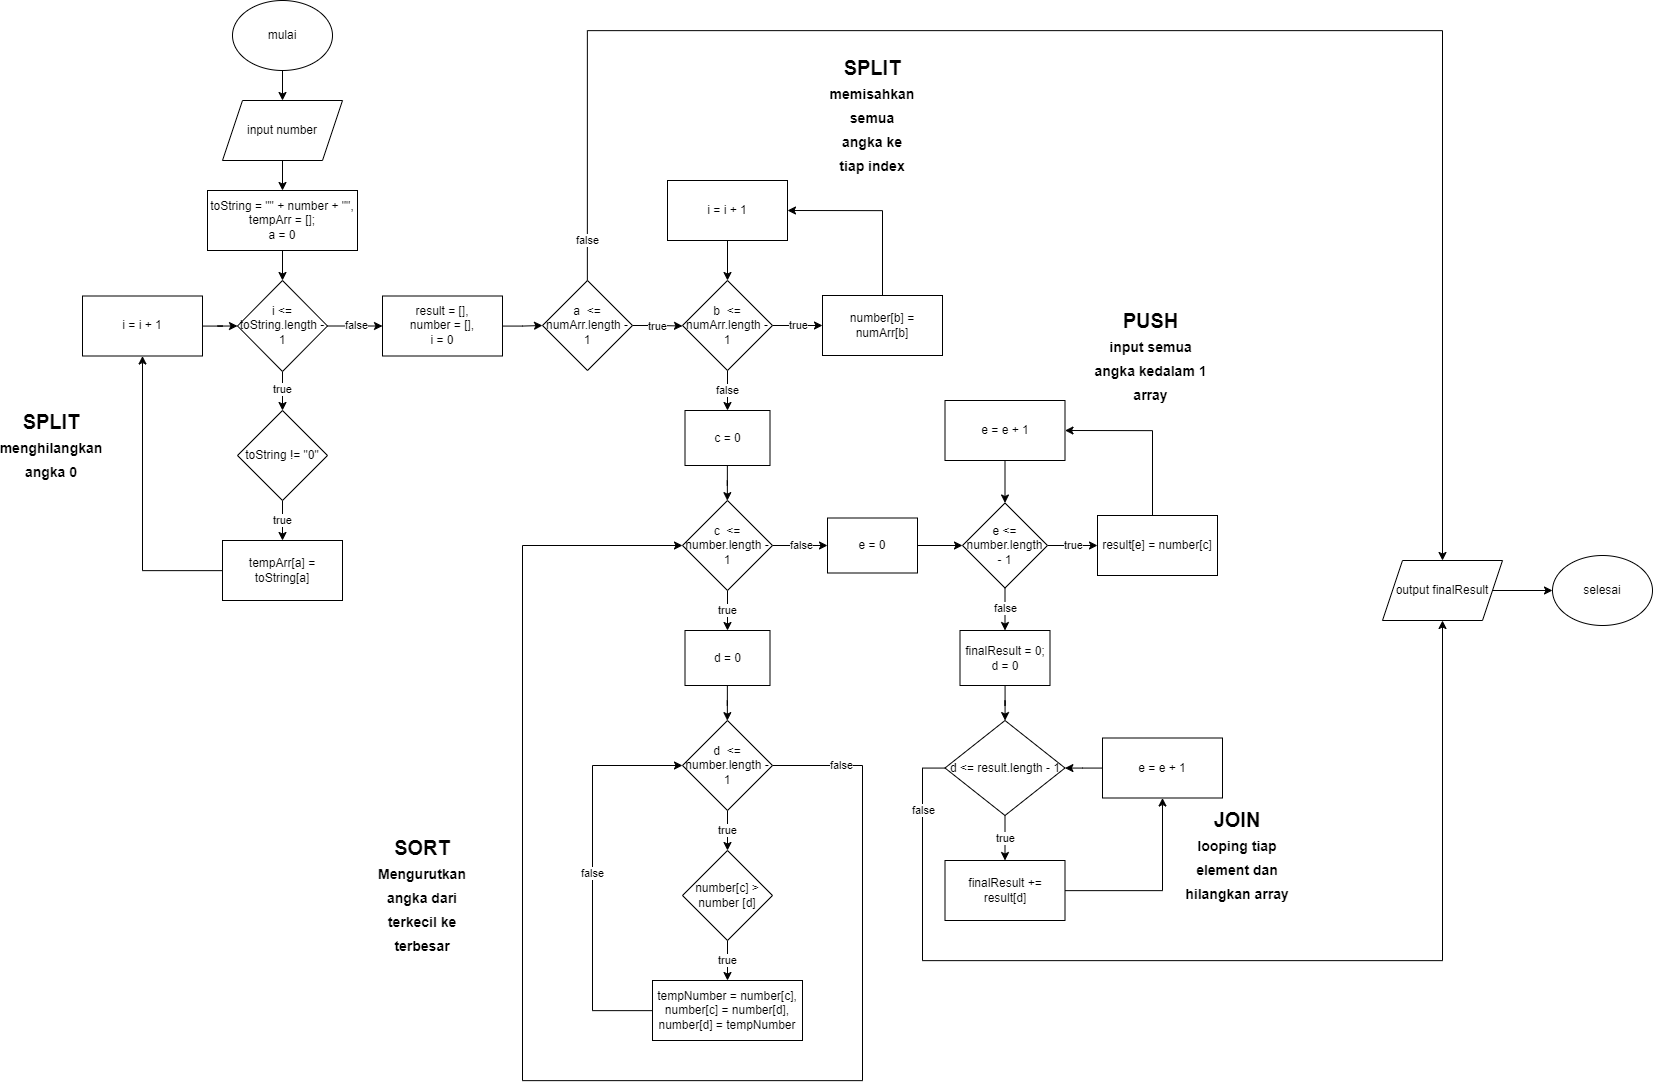 mulai
input number
toString = "" + number + "",
tempArr = [];
a = 0
i = i + 1
i <=
toString.length -
1
false
true
toString != "0"
true
tempArr[a] =
toString[a]
SPLIT
menghilangkan
angka 0
result = [],
number = [],
i = 0
a <=
numArr.length -
1
false
true
SPLIT
memisahkan
semua
angka ke
tiap index
i = i + 1
b <=
numArr.length -
1
true
number[b] =
numArr[b]
false
c = 0
c <=
number.length -
1
false
true
d = 0
d <=
number.length -
1
false
true
number[c] >
number [d]
false
true
tempNumber = number[c],
number[c] = number[d],
number[d] = tempNumber
SORT
Mengurutkan
angka dari
terkecil ke
terbesar
PUSH
input semua
angka kedalam 1
array
e = 0
e = e + 1
e <=
number.length
- 1
true
result[e] = number[c]
false
finalResult = 0;
d = 0
d <= result.length - 1
e = e + 1
false
true
finalResult +=
result[d]
JOIN
looping tiap
element dan
hilangkan array
output finalResult
selesai